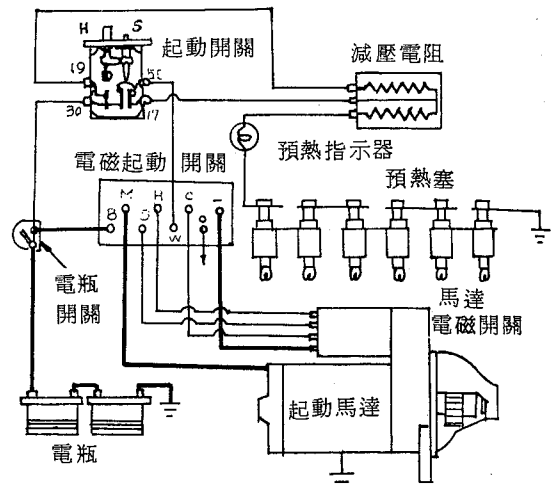 H S
起動開關
減壓電阻
19 50
30 17
預熱指示器
預熱塞
電磁起動 開關
B M S H W C
電瓶
開關
馬達
電磁開關
起動馬達
電瓶